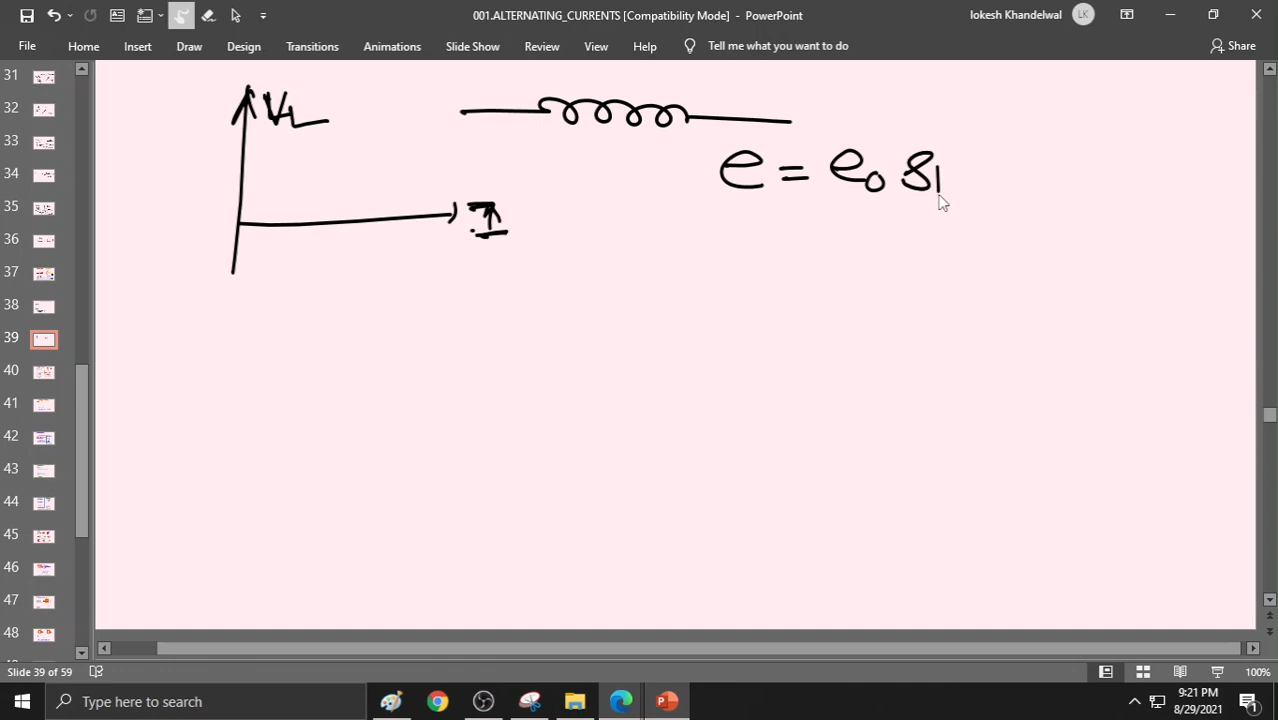 001.ALTERNATING_CURRENTS [Compatibility Mode] - PowerPoint
lokesh Khandelwal
LK
File Home Insert Draw Design Transitions Animations Slide Show Review View Help Tell me what you want to do Share
31
32
33
34
35
36
37
38
39
40
41
42
43
44
45
46
47
48
V_L
I
e = e₀ sı
Slide 39 of 59
100%
Type here to search
9:21 PM
8/29/2021
1